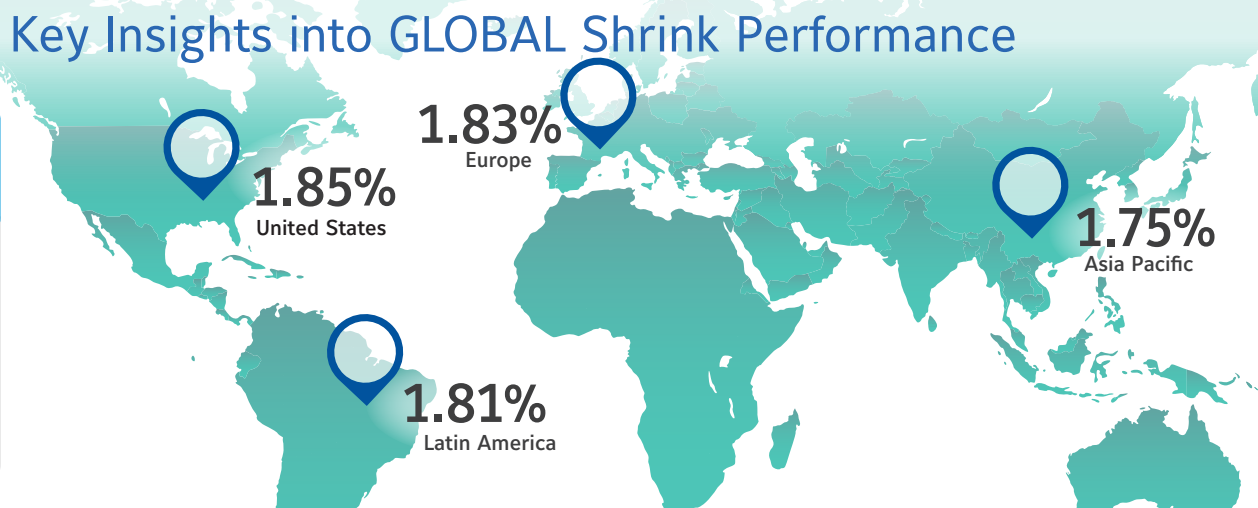 Key Insights into GLOBAL Shrink Performance
1.83%
Europe
1.85%
United States
1.75%
Asia Pacific
1.81%
Latin America